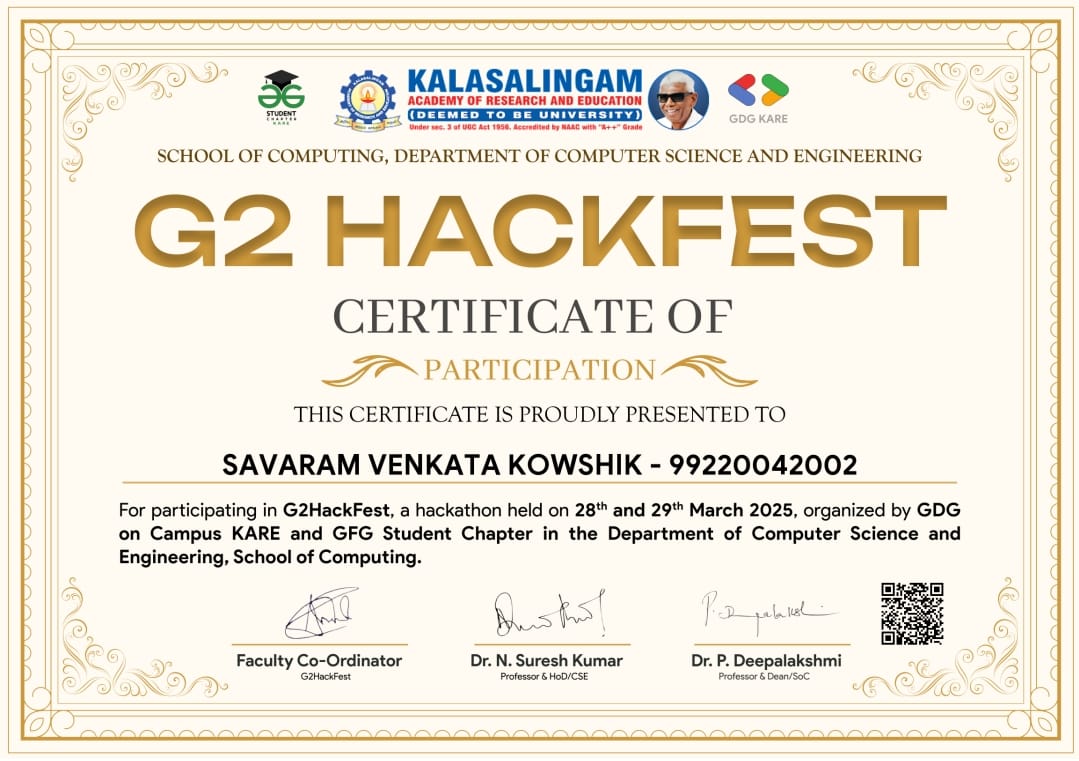 STUDENT
CHAPTER
KARE
KALASALINGAM
ACADEMY OF RESEARCH AND EDUCATION
(DEEMED TO BE UNIVERSITY)
Under sec. 3 of UGC Act 1956. Accredited by NAAC with "A++" Grade
GDG KARE
SCHOOL OF COMPUTING, DEPARTMENT OF COMPUTER SCIENCE AND ENGINEERING
G2 HACKFEST
CERTIFICATE OF
PARTICIPATION
THIS CERTIFICATE IS PROUDLY PRESENTED TO
SAVARAM VENKATA KOWSHIK - 99220042002
For participating in G2HackFest, a hackathon held on 28th and 29th March 2025, organized by GDG
on Campus KARE and GFG Student Chapter in the Department of Computer Science and
Engineering, School of Computing.
P. Deepalakshmi
Faculty Co-Ordinator
G2HackFest
Dr. N. Suresh Kumar
Professor & HoD/CSE
Dr. P. Deepalakshmi
Professor & Dean/SoC